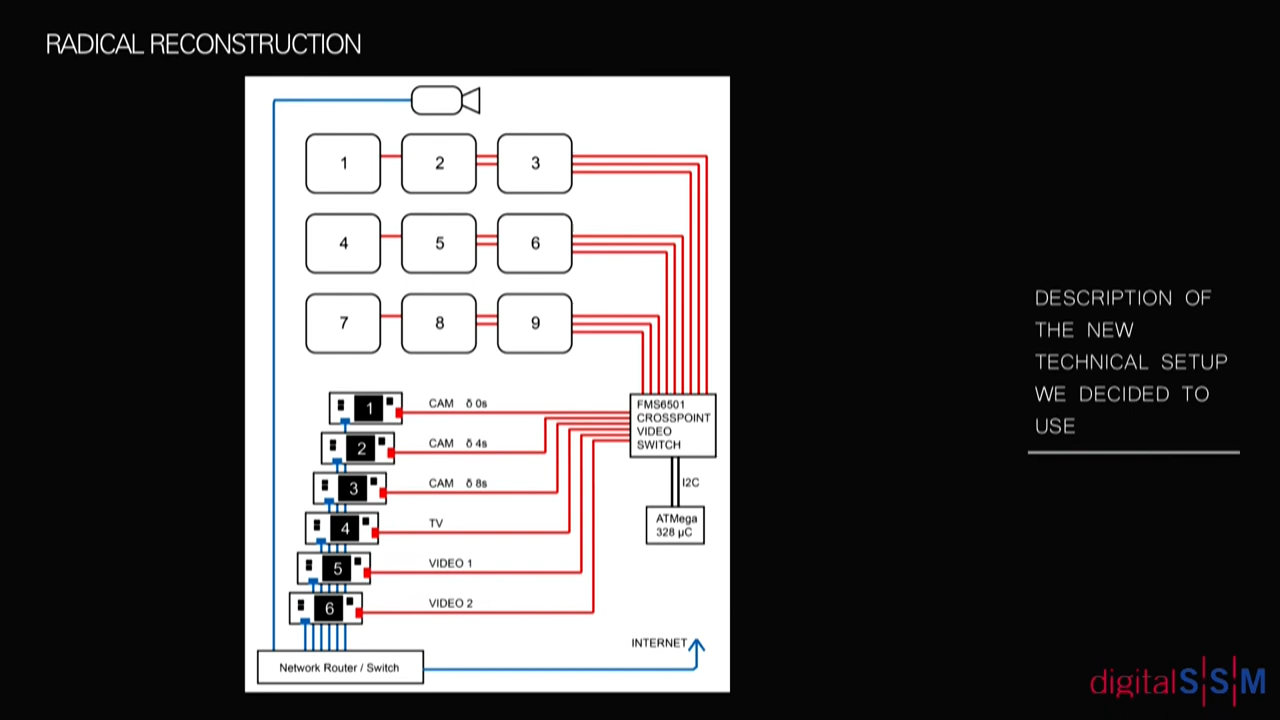 RADICAL RECONSTRUCTION
1 2 3
4 5 6
7 8 9
1 CAM δ 0s
2 CAM δ 4s
3 CAM δ 8s
4 TV
5 VIDEO 1
6 VIDEO 2
FMS6501
CROSSPOINT
VIDEO
SWITCH
I2C
ATMega
328 µC
INTERNET
Network Router / Switch
DESCRIPTION OF
THE NEW
TECHNICAL SETUP
WE DECIDED TO
USE
digitalS|S|M